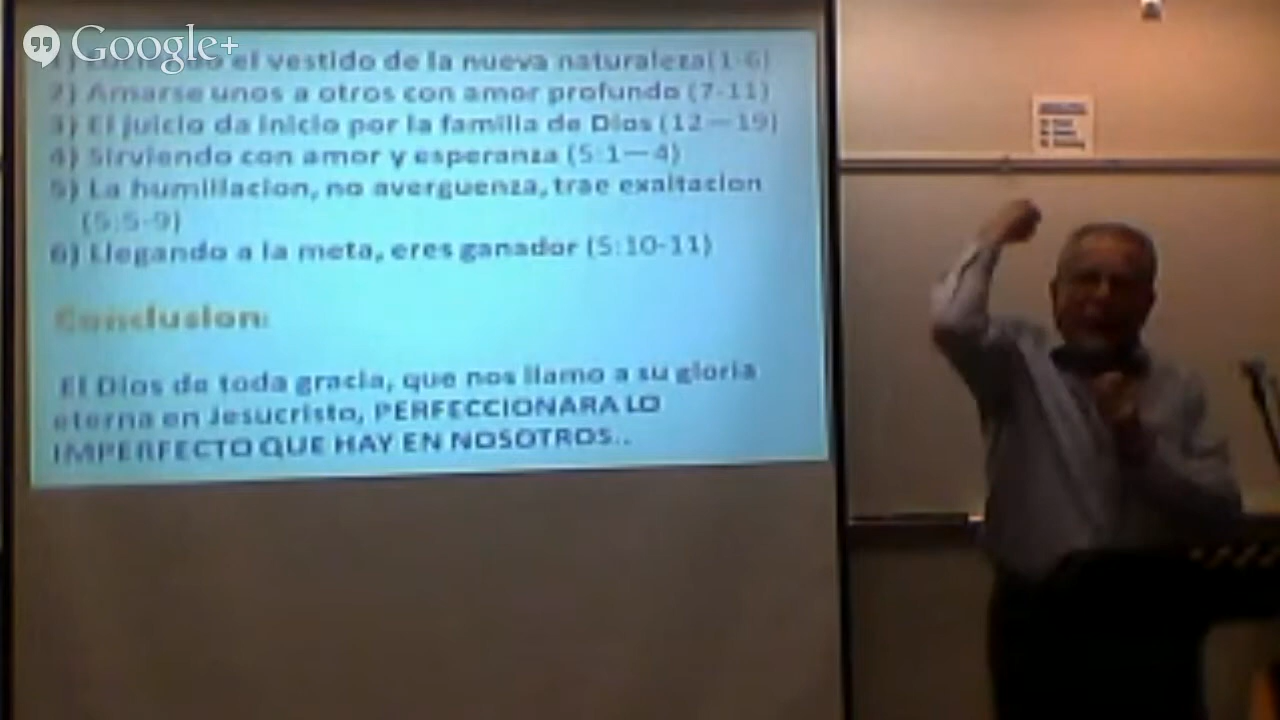 Google+
el vestido de la nueva naturaleza(1-6)
2) Amarse unos a otros con amor profundo (7-11)
3) El juicio da inicio por la familia de Dios (12—19)
4) Sirviendo con amor y esperanza (5:1—4)
5) La humillacion, no averguenza, trae exaltacion
(5:5-9)
6) Llegando a la meta, eres ganador (5:10-11)
Conclusion:
El Dios de toda gracia, que nos llamo a su gloria
eterna en Jesucristo, PERFECCIONARA LO
IMPERFECTO QUE HAY EN NOSOTROS..